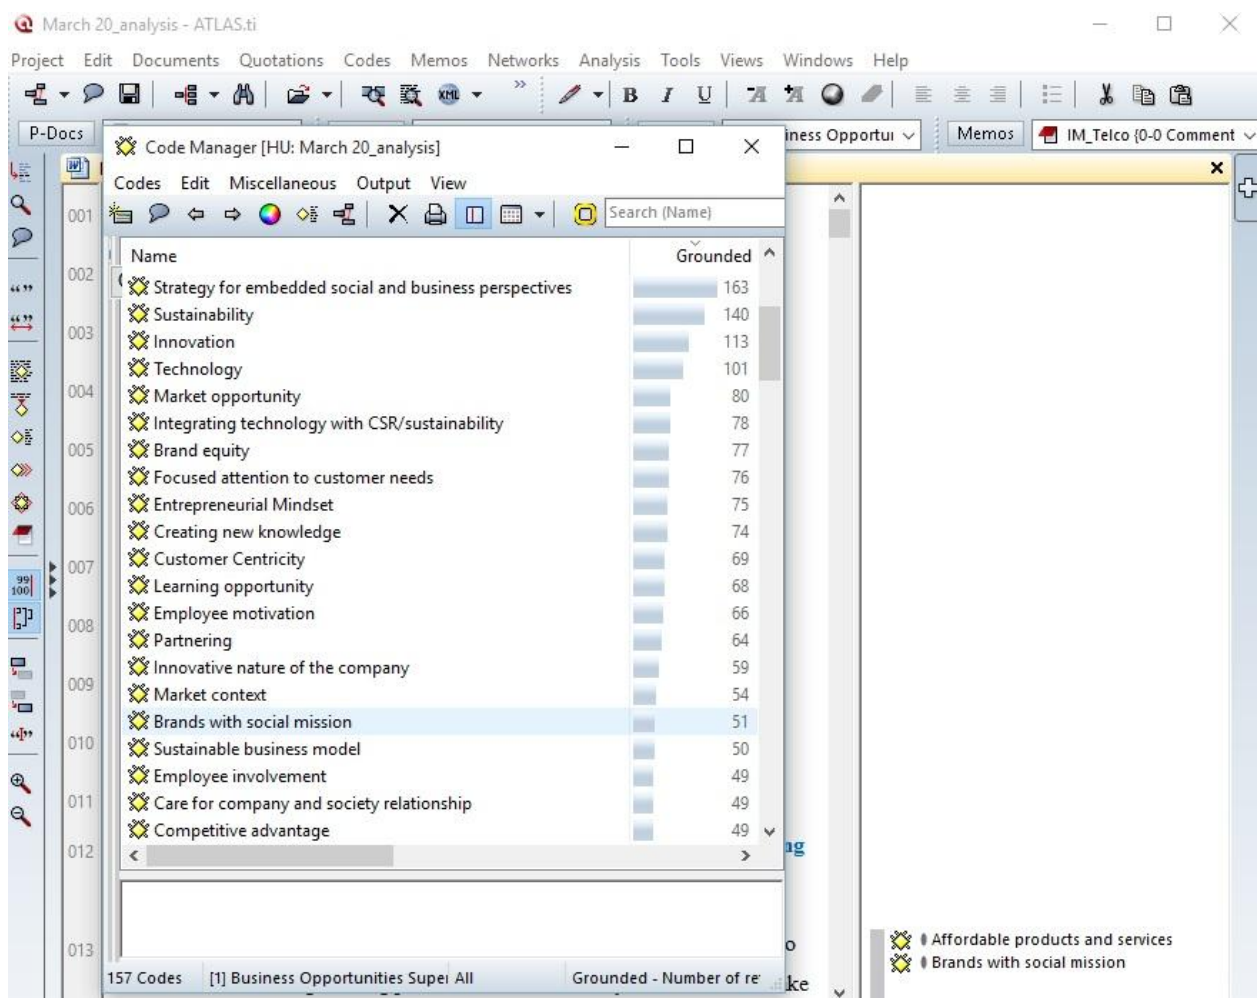 March 20_analysis - ATLAS.ti
Project Edit Documents Quotations Codes Memos Networks Analysis Tools Views Windows Help
XML » B I U A A
P-Docs iness Opportui Memos IM_Telco {0-0 Comment
Code Manager [HU: March 20_analysis]
Codes Edit Miscellaneous Output View
Search (Name)
Name Grounded
Strategy for embedded social and business perspectives 163
Sustainability 140
Innovation 113
Technology 101
Market opportunity 80
Integrating technology with CSR/sustainability 78
Brand equity 77
Focused attention to customer needs 76
Entrepreneurial Mindset 75
Creating new knowledge 74
Customer Centricity 69
Learning opportunity 68
Employee motivation 66
Partnering 64
Innovative nature of the company 59
Market context 54
Brands with social mission 51
Sustainable business model 50
Employee involvement 49
Care for company and society relationship 49
Competitive advantage 49
157 Codes [1] Business Opportunities Supei All Grounded - Number of re
001
002
003
004
005
006
007
008
009
010
011
012
013
99
100
ng
o
ke
Affordable products and services
Brands with social mission